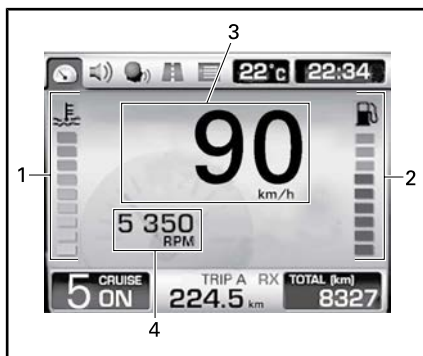 3
22°C 22:34
1
90
km/h
2
5 350
RPM
5 CRUISE ON
TRIP A RX
224.5 km
TOTAL [km]
8327
4